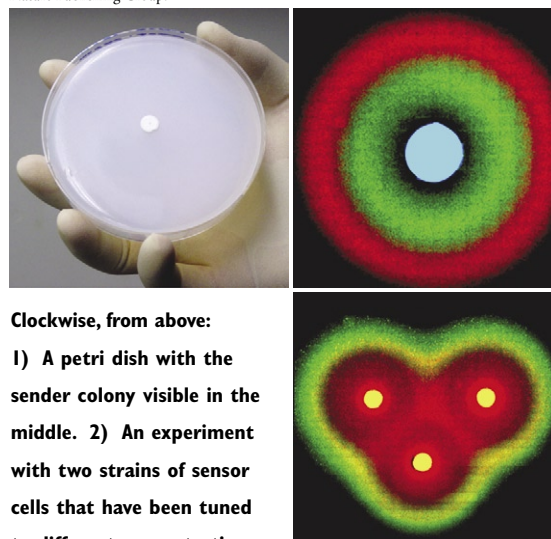 Clockwise, from above:
1) A petri dish with the
sender colony visible in the
middle. 2) An experiment
with two strains of sensor
cells that have been tuned